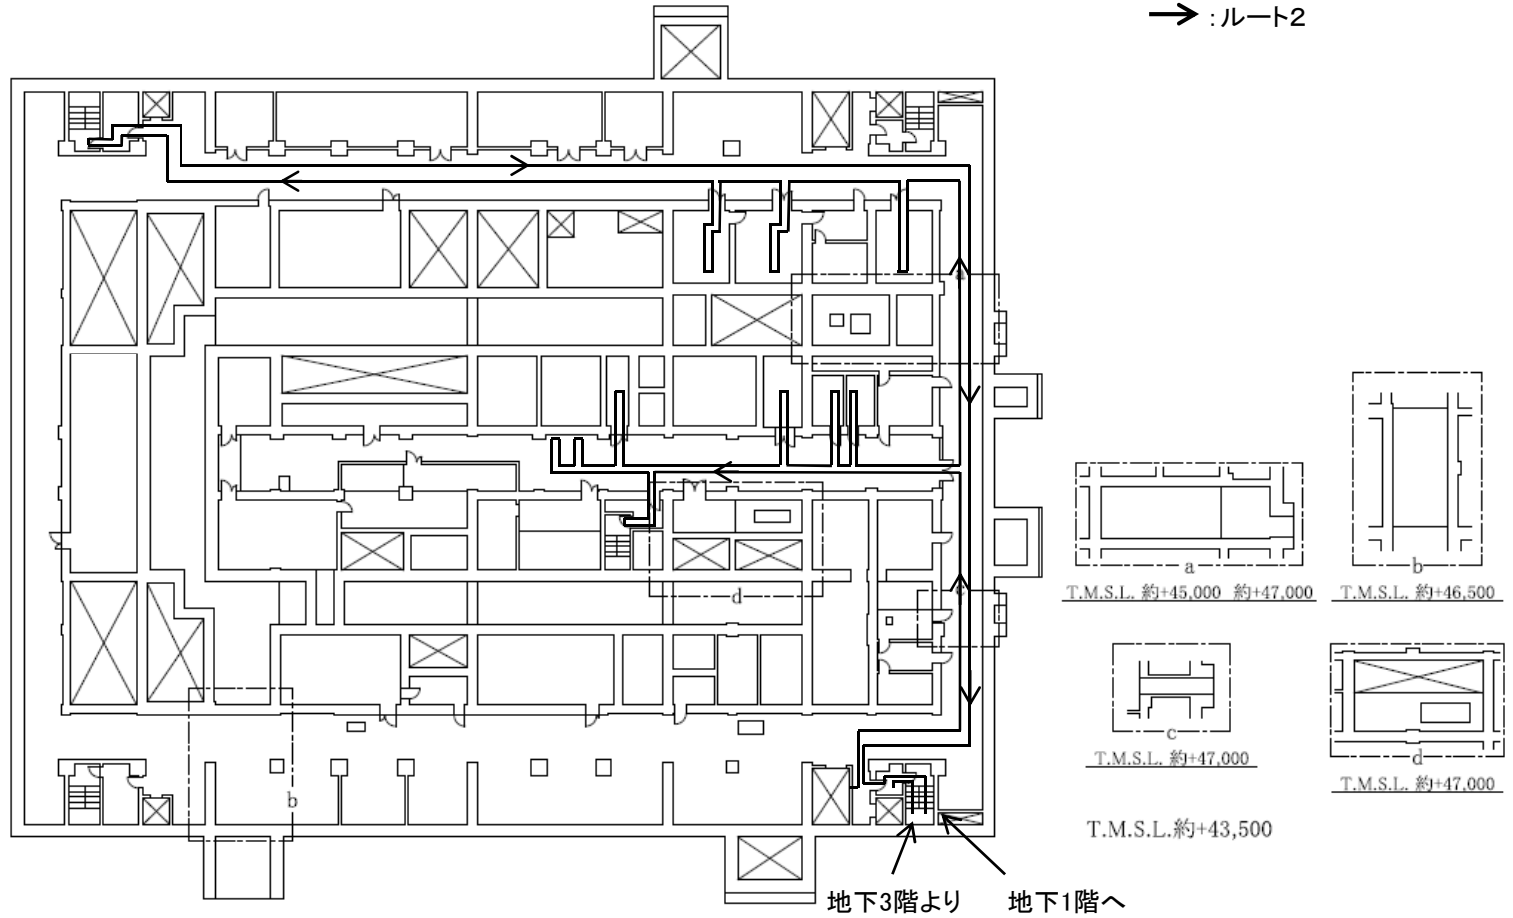 ：ルート2
a
c
d
b
a
T.M.S.L. 約+45,000 約+47,000
b
T.M.S.L. 約+46,500
c
T.M.S.L. 約+47,000
d
T.M.S.L. 約+47,000
T.M.S.L.約+43,500
地下3階より
地下1階へ